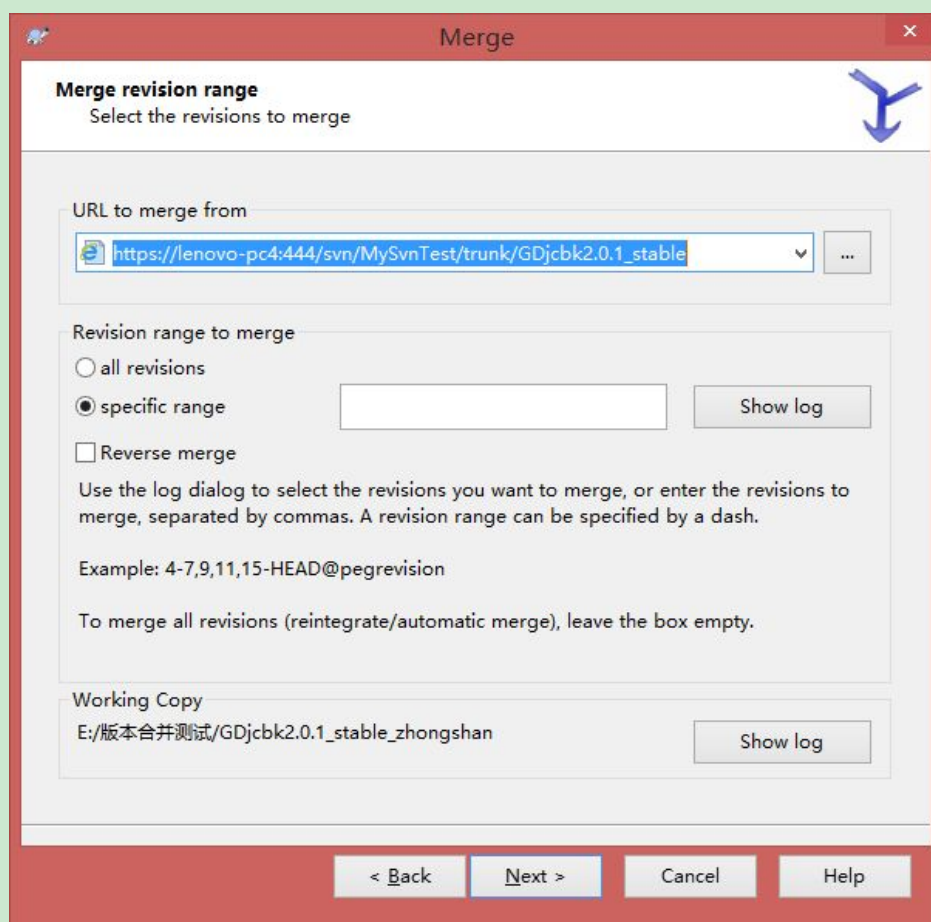 Merge
Merge revision range
Select the revisions to merge
URL to merge from
https://lenovo-pc4:444/svn/MySvnTest/trunk/GDjcbk2.0.1_stable
...
Revision range to merge
all revisions
specific range
Show log
Reverse merge
Use the log dialog to select the revisions you want to merge, or enter the revisions to
merge, separated by commas. A revision range can be specified by a dash.
Example: 4-7,9,11,15-HEAD@pegrevision
To merge all revisions (reintegrate/automatic merge), leave the box empty.
Working Copy
E:/版本合并测试/GDjcbk2.0.1_stable_zhongshan
Show log
< Back
Next >
Cancel
Help